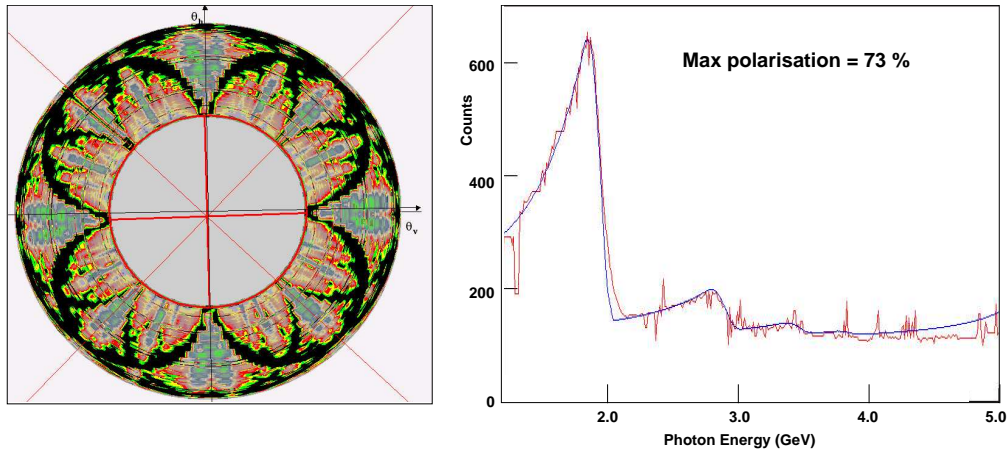 θh
θv
Max polarisation = 73 %
Counts
600
400
200
0
2.0
3.0
4.0
5.0
Photon Energy (GeV)